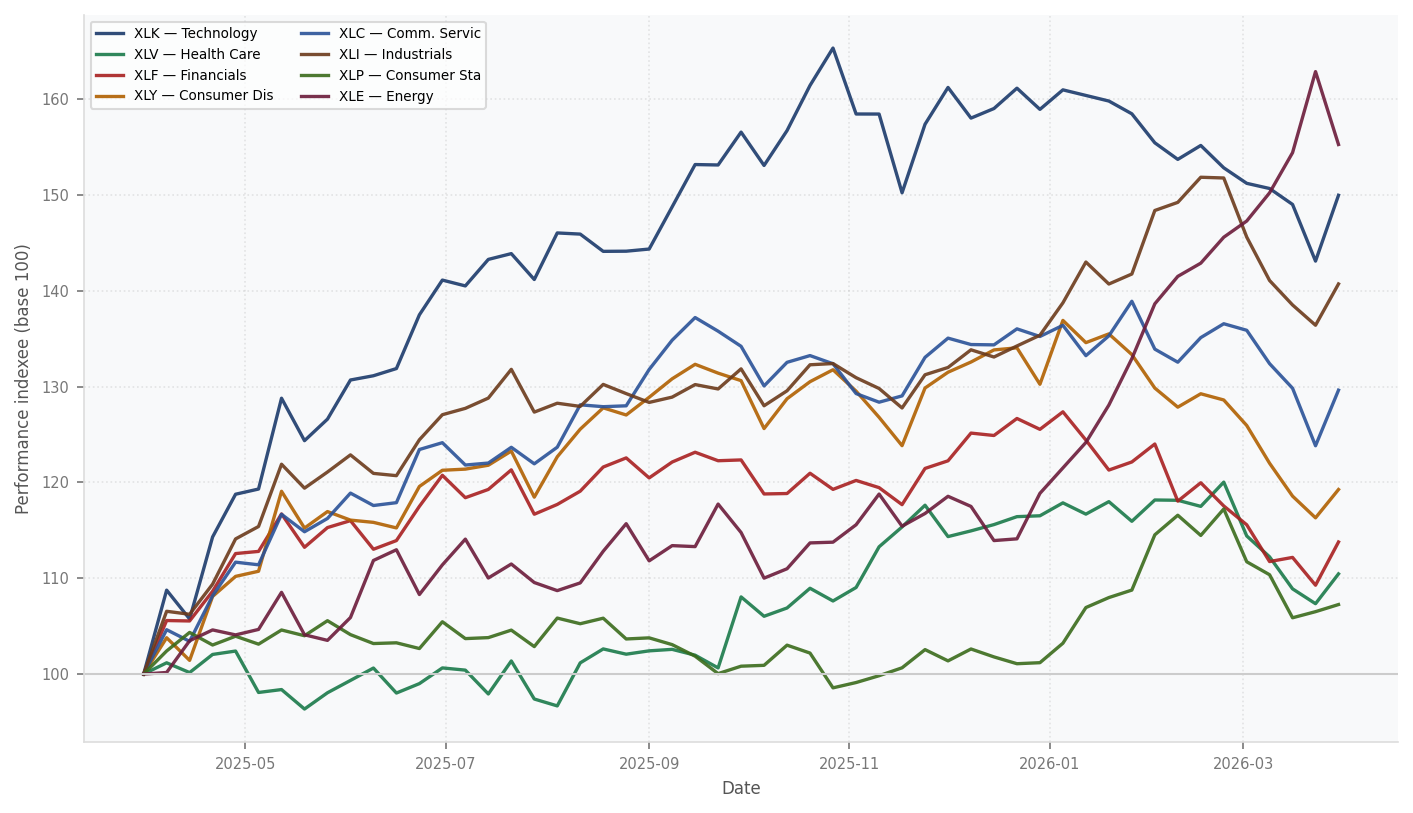 XLK — Technology
XLV — Health Care
XLF — Financials
XLY — Consumer Dis
XLC — Comm. Servic
XLI — Industrials
XLP — Consumer Sta
XLE — Energy
Performance indexee (base 100)
160
150
140
130
120
110
100
2025-05
2025-07
2025-09
2025-11
2026-01
2026-03
Date